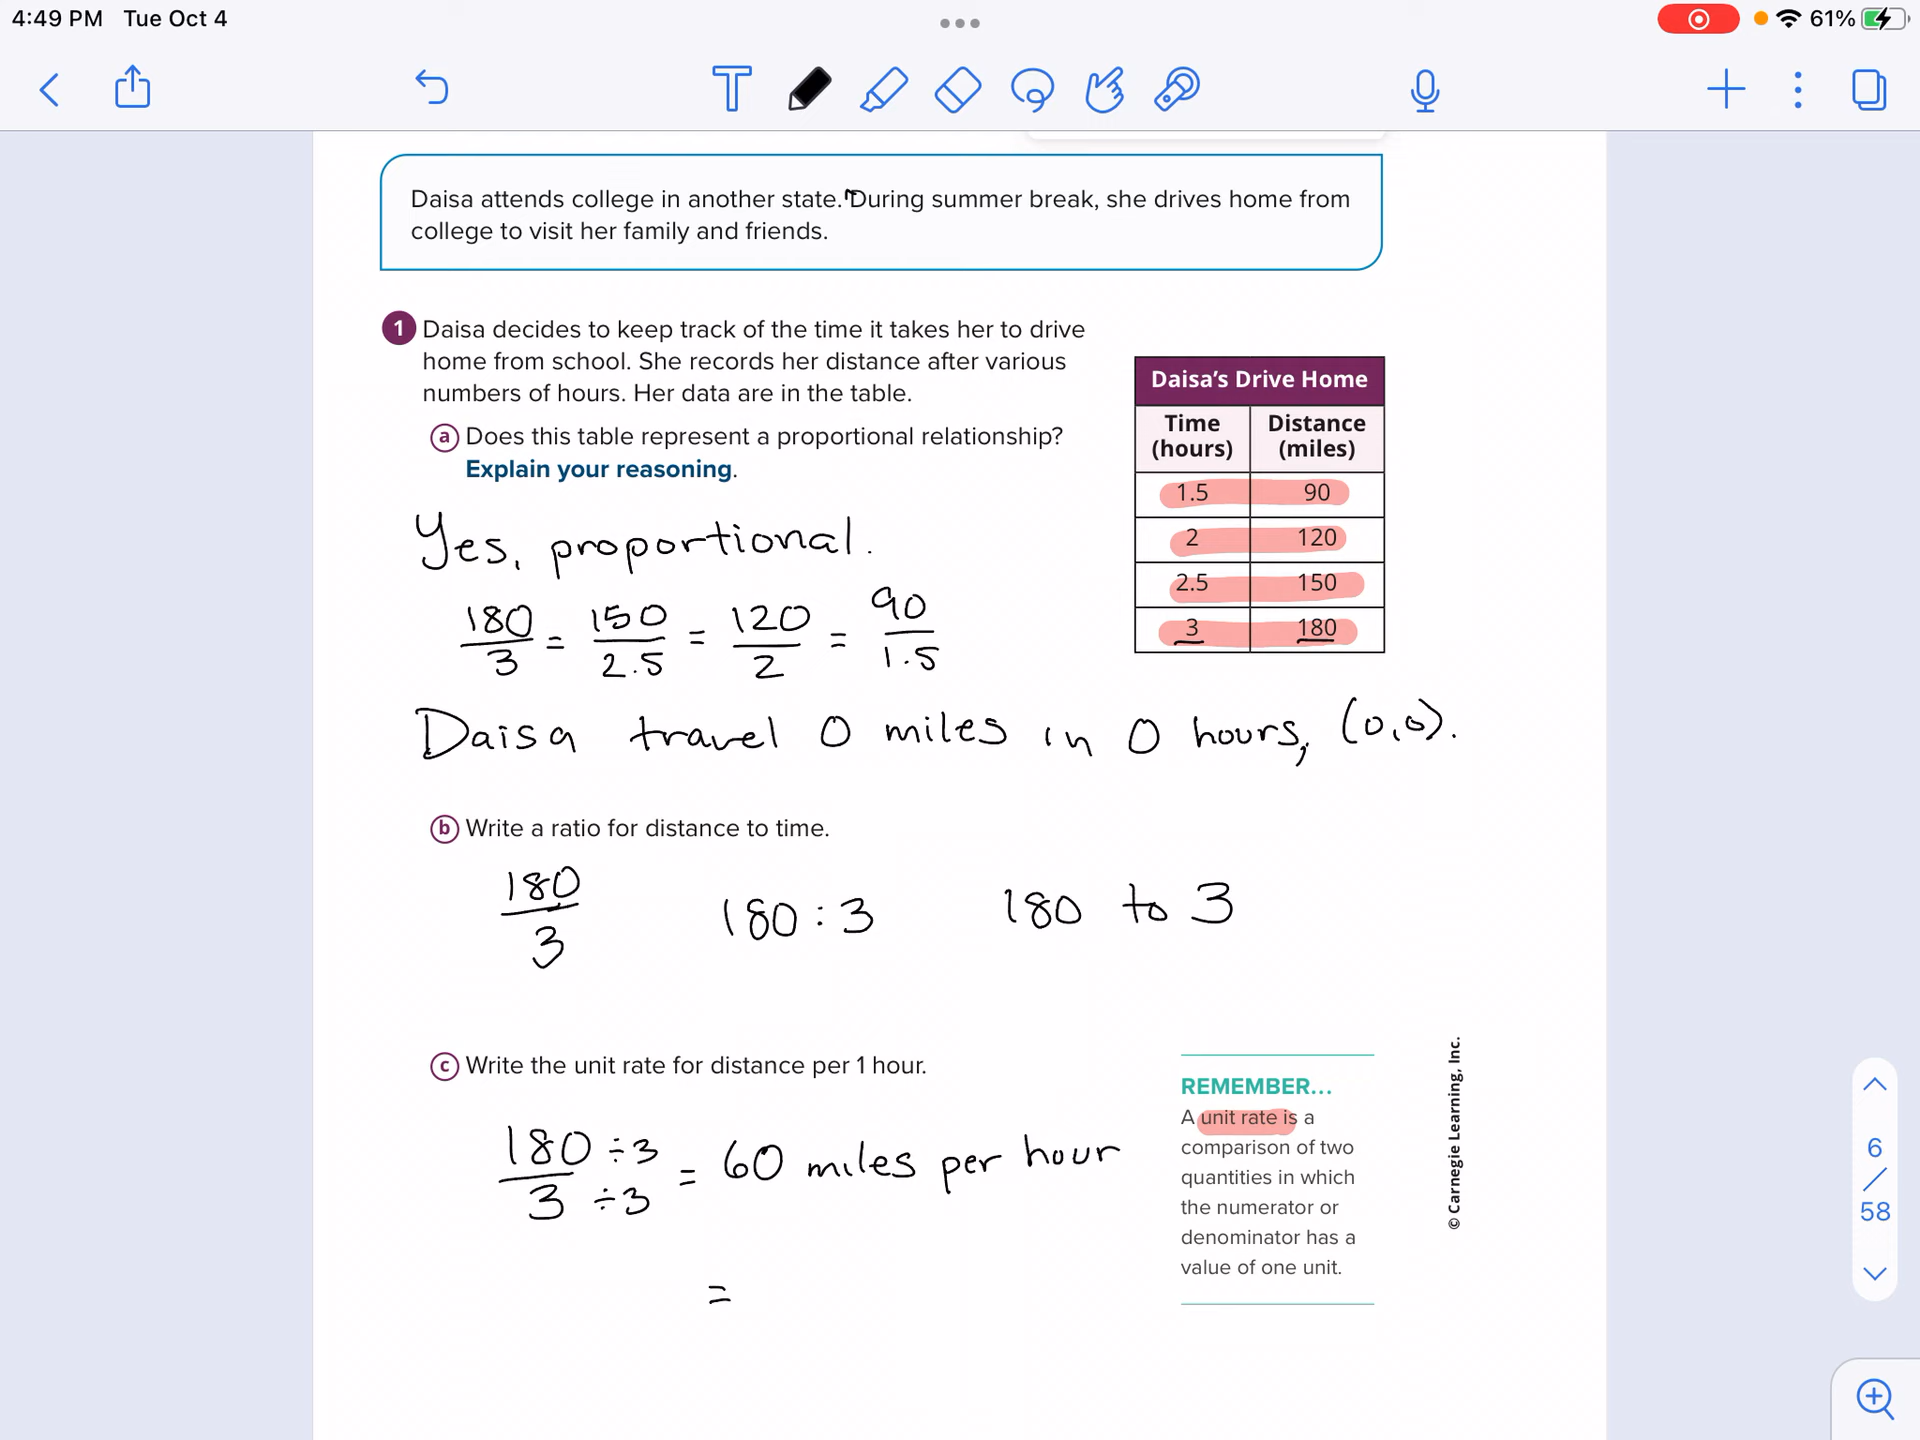 4:49 PM Tue Oct 4
61%
T
Daisa attends college in another state. During summer break, she drives home from
college to visit her family and friends.
1 Daisa decides to keep track of the time it takes her to drive
home from school. She records her distance after various
numbers of hours. Her data are in the table.
a Does this table represent a proportional relationship?
Explain your reasoning.
Daisa's Drive Home
Time (hours) Distance (miles)
1.5 90
2 120
2.5 150
3 180
Yes, proportional.
180/3 = 150/2.5 = 120/2 = 90/1.5
Daisa travel 0 miles in 0 hours, (0,0).
b Write a ratio for distance to time.
180/3 180:3 180 to 3
c Write the unit rate for distance per 1 hour.
180 ÷3 / 3 ÷3 = 60 miles per hour
=
REMEMBER...
A unit rate is a
comparison of two
quantities in which
the numerator or
denominator has a
value of one unit.
© Carnegie Learning, Inc.
6
/
58